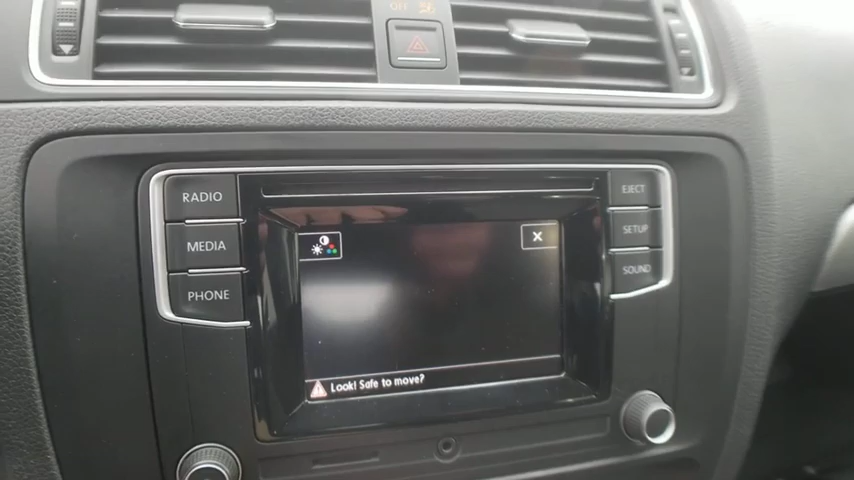 OFF
RADIO
MEDIA
PHONE
EJECT
SETUP
SOUND
X
Look! Safe to move?